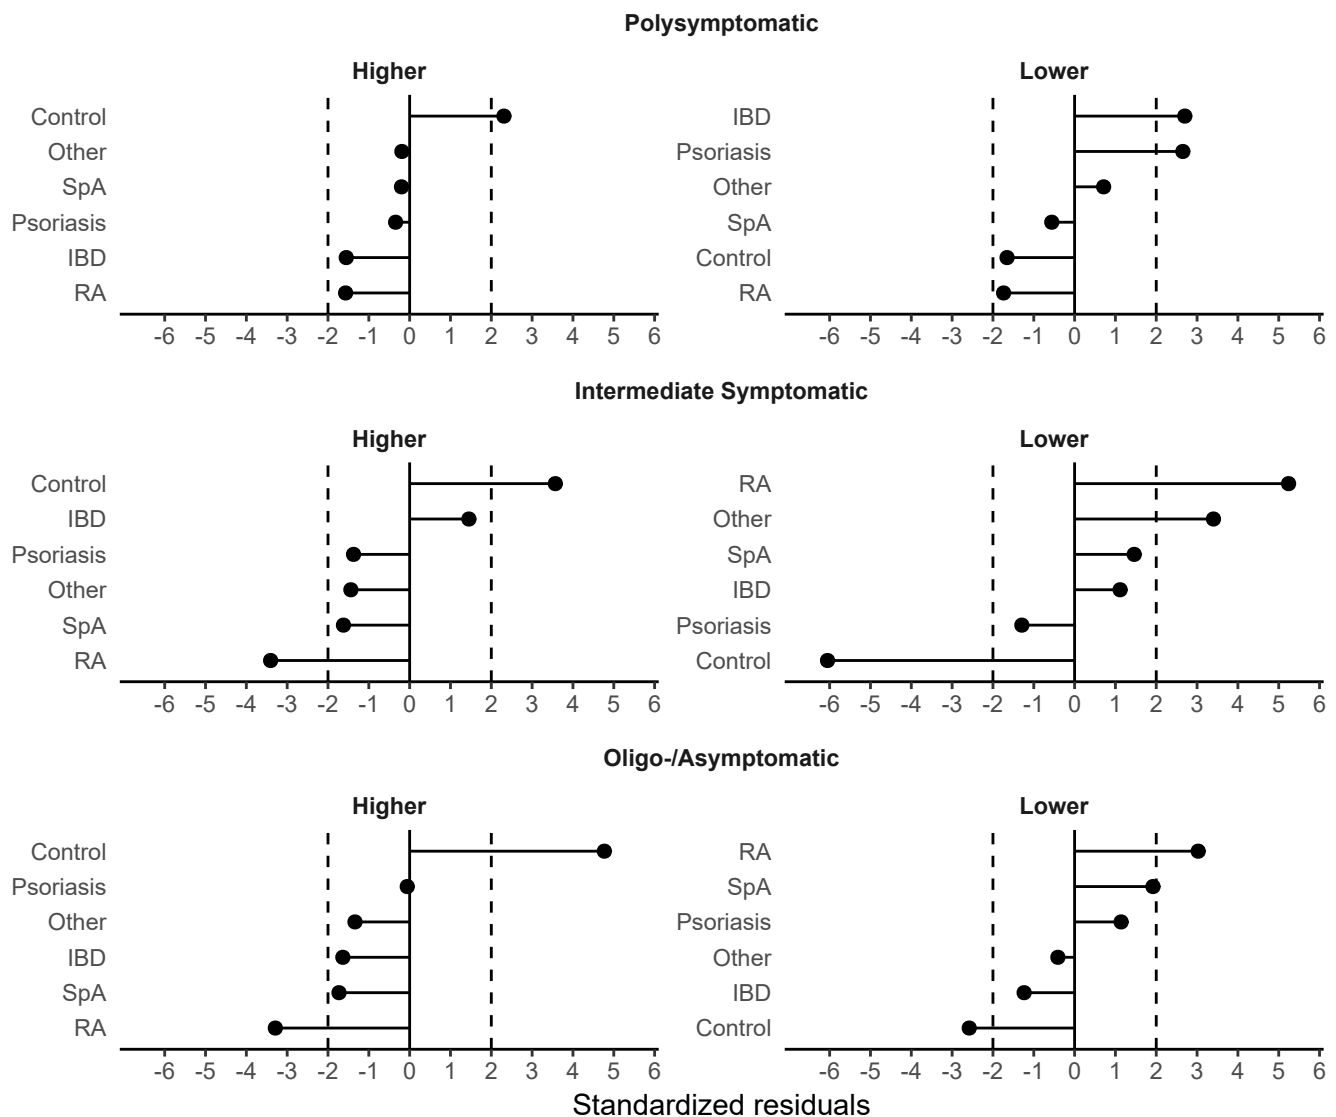 Polysymptomatic
Higher
Control
Other
SpA
Psoriasis
IBD
RA
-6 -5 -4 -3 -2 -1 0 1 2 3 4 5 6
Lower
IBD
Psoriasis
Other
SpA
Control
RA
-6 -5 -4 -3 -2 -1 0 1 2 3 4 5 6
Intermediate Symptomatic
Higher
Control
IBD
Psoriasis
Other
SpA
RA
-6 -5 -4 -3 -2 -1 0 1 2 3 4 5 6
Lower
RA
Other
SpA
IBD
Psoriasis
Control
-6 -5 -4 -3 -2 -1 0 1 2 3 4 5 6
Oligo-/Asymptomatic
Higher
Control
Psoriasis
Other
IBD
SpA
RA
-6 -5 -4 -3 -2 -1 0 1 2 3 4 5 6
Lower
RA
SpA
Psoriasis
Other
IBD
Control
-6 -5 -4 -3 -2 -1 0 1 2 3 4 5 6
Standardized residuals